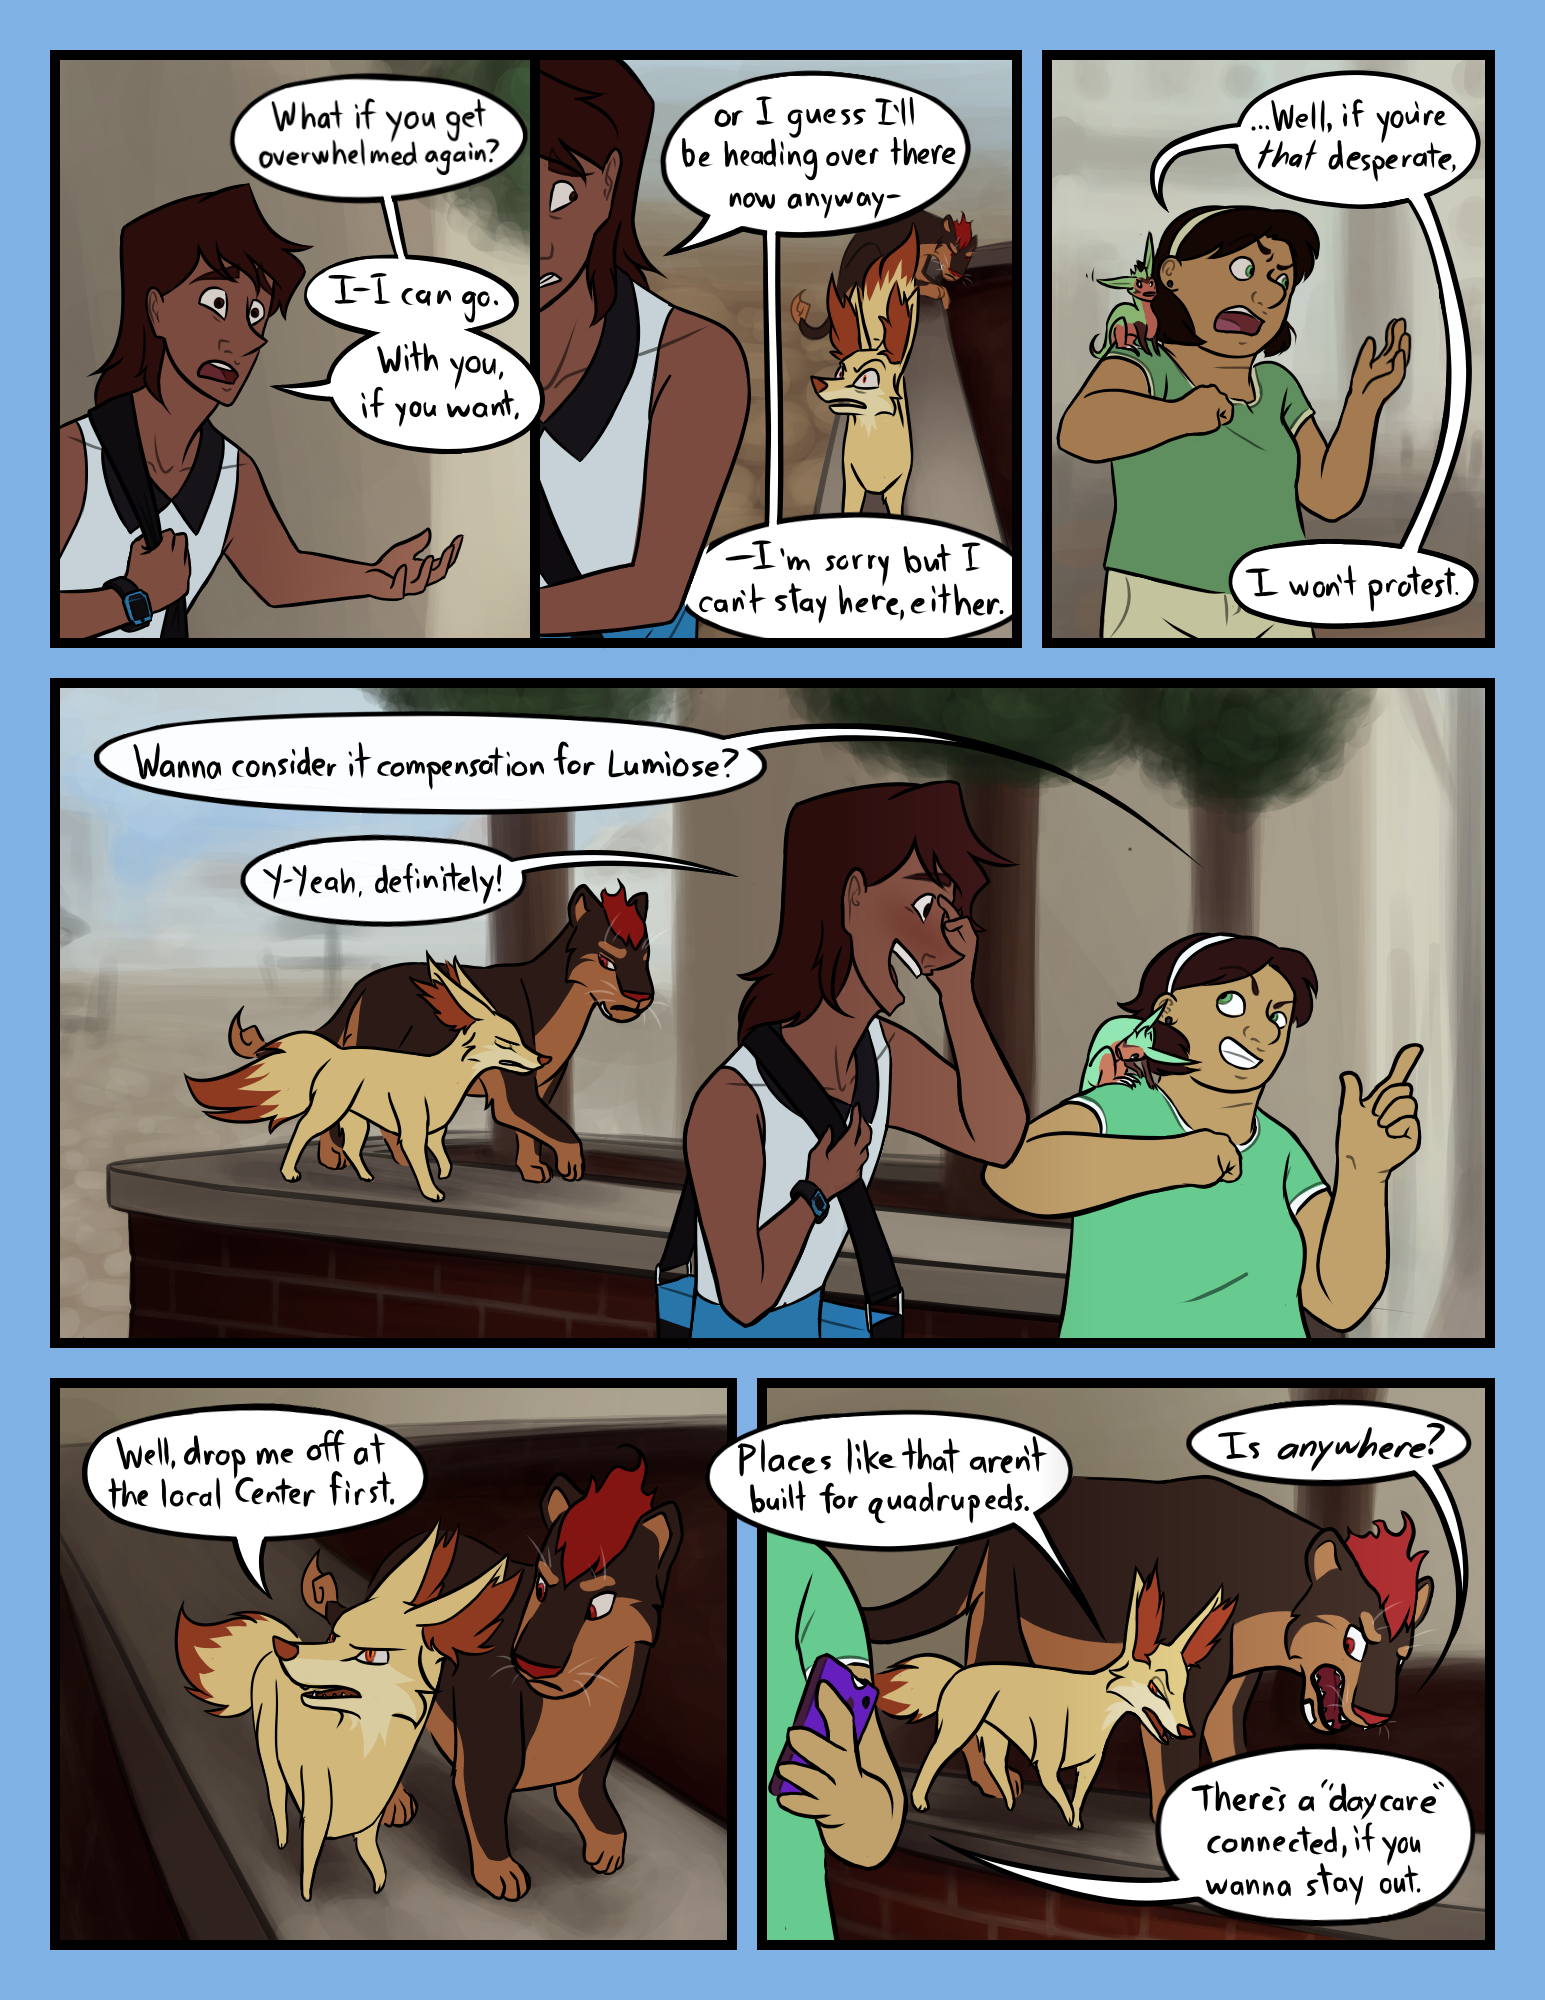 What if you get
overwhelmed again?
I-I can go.
With you,
if you want,
or I guess I'll
be heading over there
now anyway-
-I'm sorry but I
can't stay here, either.
...Well, if you're
that desperate,
I won't protest.
Wanna consider it compensation for Lumiose?
Y-Yeah, definitely!
Well, drop me off at
the local Center first.
Places like that aren't
built for quadrupeds.
Is anywhere?
There's a "daycare"
connected, if you
wanna stay out.